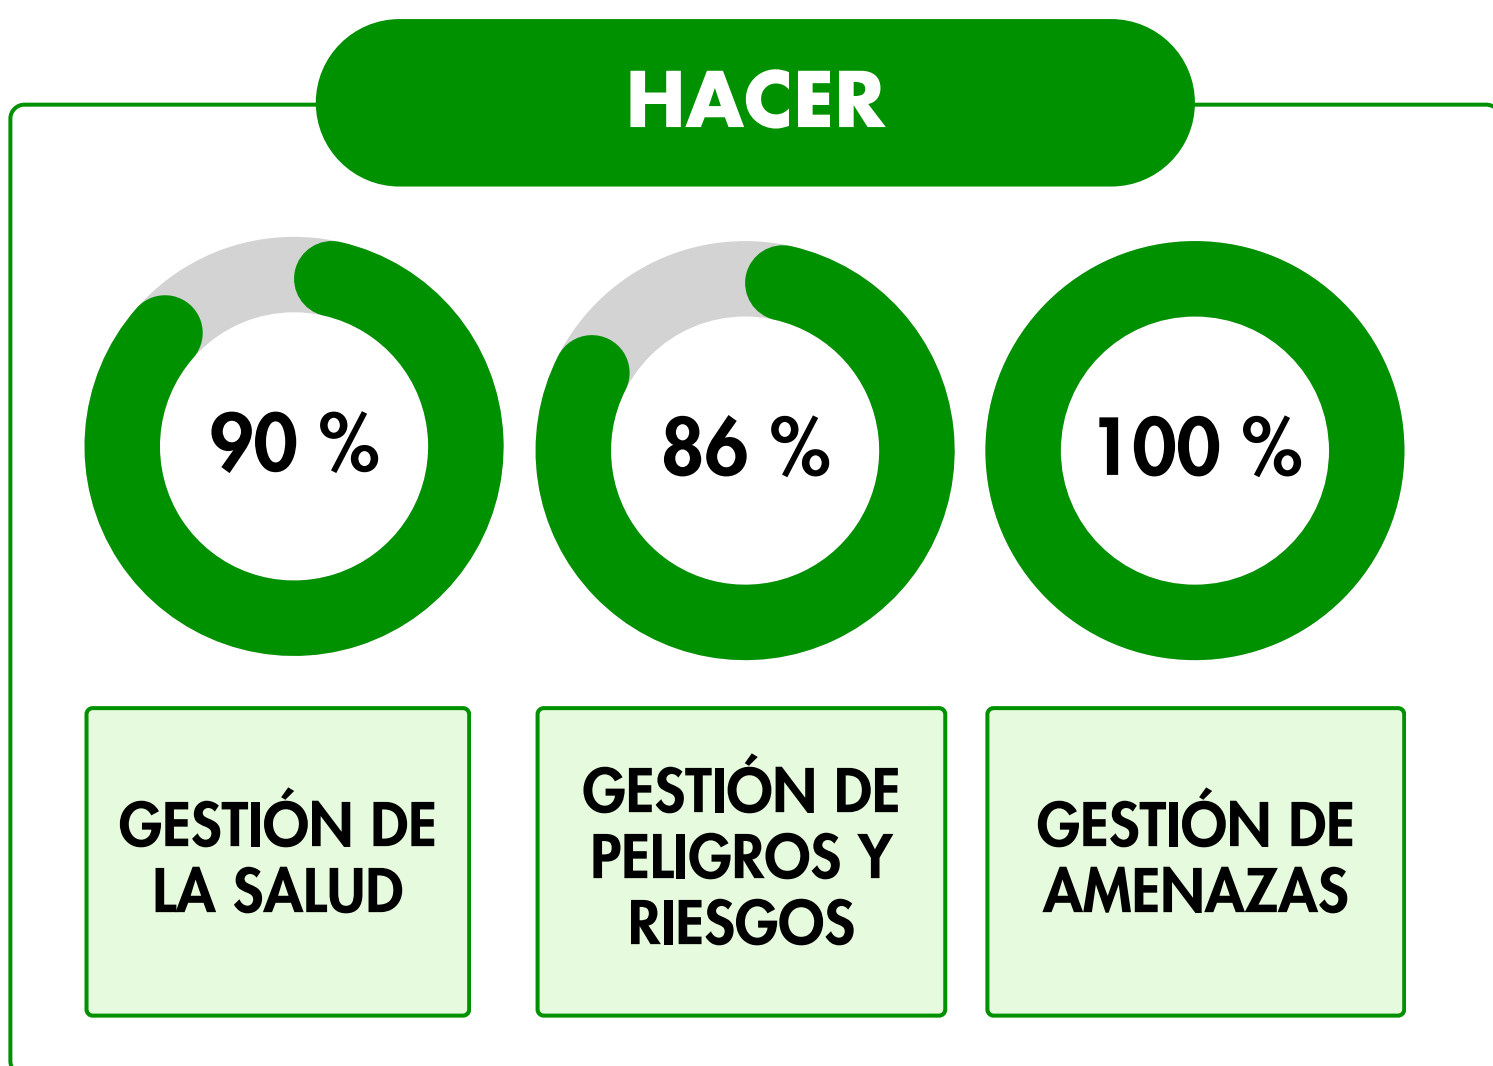 HACER
90 %
86 %
100 %
GESTIÓN DE
LA SALUD
GESTIÓN DE
PELIGROS Y
RIESGOS
GESTIÓN DE
AMENAZAS